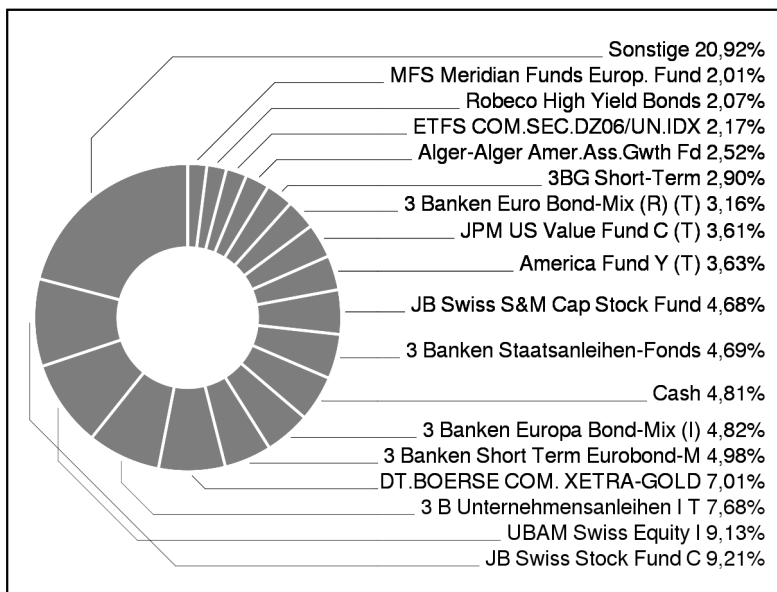 Sonstige 20,92%
MFS Meridian Funds Europ. Fund 2,01%
Robeco High Yield Bonds 2,07%
ETFS COM.SEC.DZ06/UN.IDX 2,17%
Alger-Alger Amer.Ass.Gwth Fd 2,52%
3BG Short-Term 2,90%
3 Banken Euro Bond-Mix (R) (T) 3,16%
JPM US Value Fund C (T) 3,61%
America Fund Y (T) 3,63%
JB Swiss S&M Cap Stock Fund 4,68%
3 Banken Staatsanleihen-Fonds 4,69%
Cash 4,81%
3 Banken Europa Bond-Mix (I) 4,82%
3 Banken Short Term Eurobond-M 4,98%
DT.BOERSE COM. XETRA-GOLD 7,01%
3 B Unternehmensanleihen I T 7,68%
UBAM Swiss Equity I 9,13%
JB Swiss Stock Fund C 9,21%